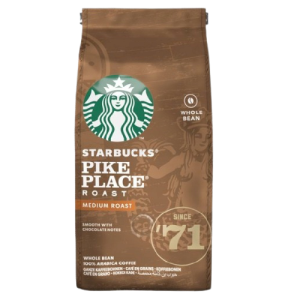 WHOLE
BEAN
STARBUCKS®
PIKE
PLACE®
ROAST
MEDIUM ROAST
SMOOTH WITH
CHOCOLATE NOTES
SINCE
'71
WHOLE BEAN
100% ARABICA COFFEE